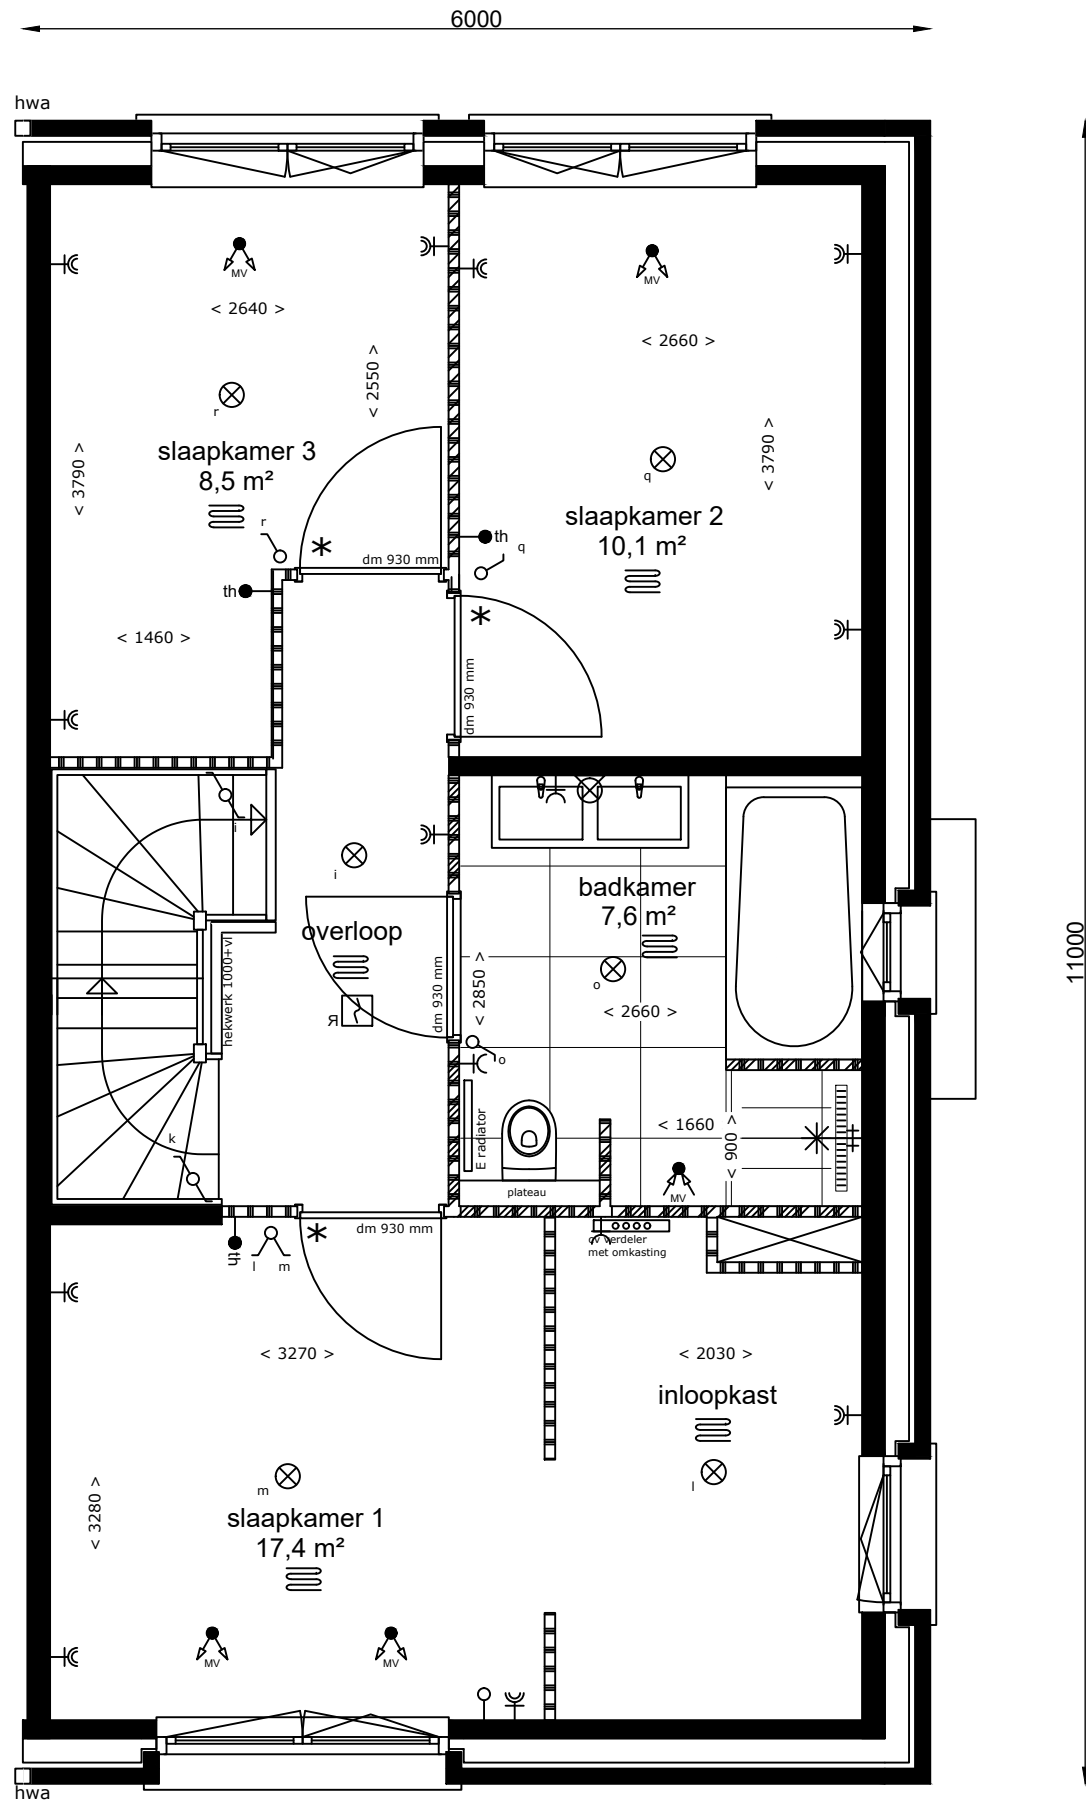 6000
hwa
MV
MV
< 2640 >
< 2660 >
< 2550 >
r
slaapkamer 3
8,5 m²
< 3790 >
< 3790 >
q
slaapkamer 2
10,1 m²
r
*
dm 930 mm
th
q
th
*
< 1460 >
dm 930 mm
i
i
badkamer
7,6 m²
overloop
hekwerk 1000+vl
dm 930 mm
< 2850 >
o
< 2660 >
11000
R
o
E radiator
k
< 1660 >
< 900 >
plateau
MV
*
dm 930 mm
th
l
m
cv verdeler
met omkasting
< 3270 >
< 2030 >
inloopkast
m
l
< 3280 >
slaapkamer 1
17,4 m²
MV
MV
hwa